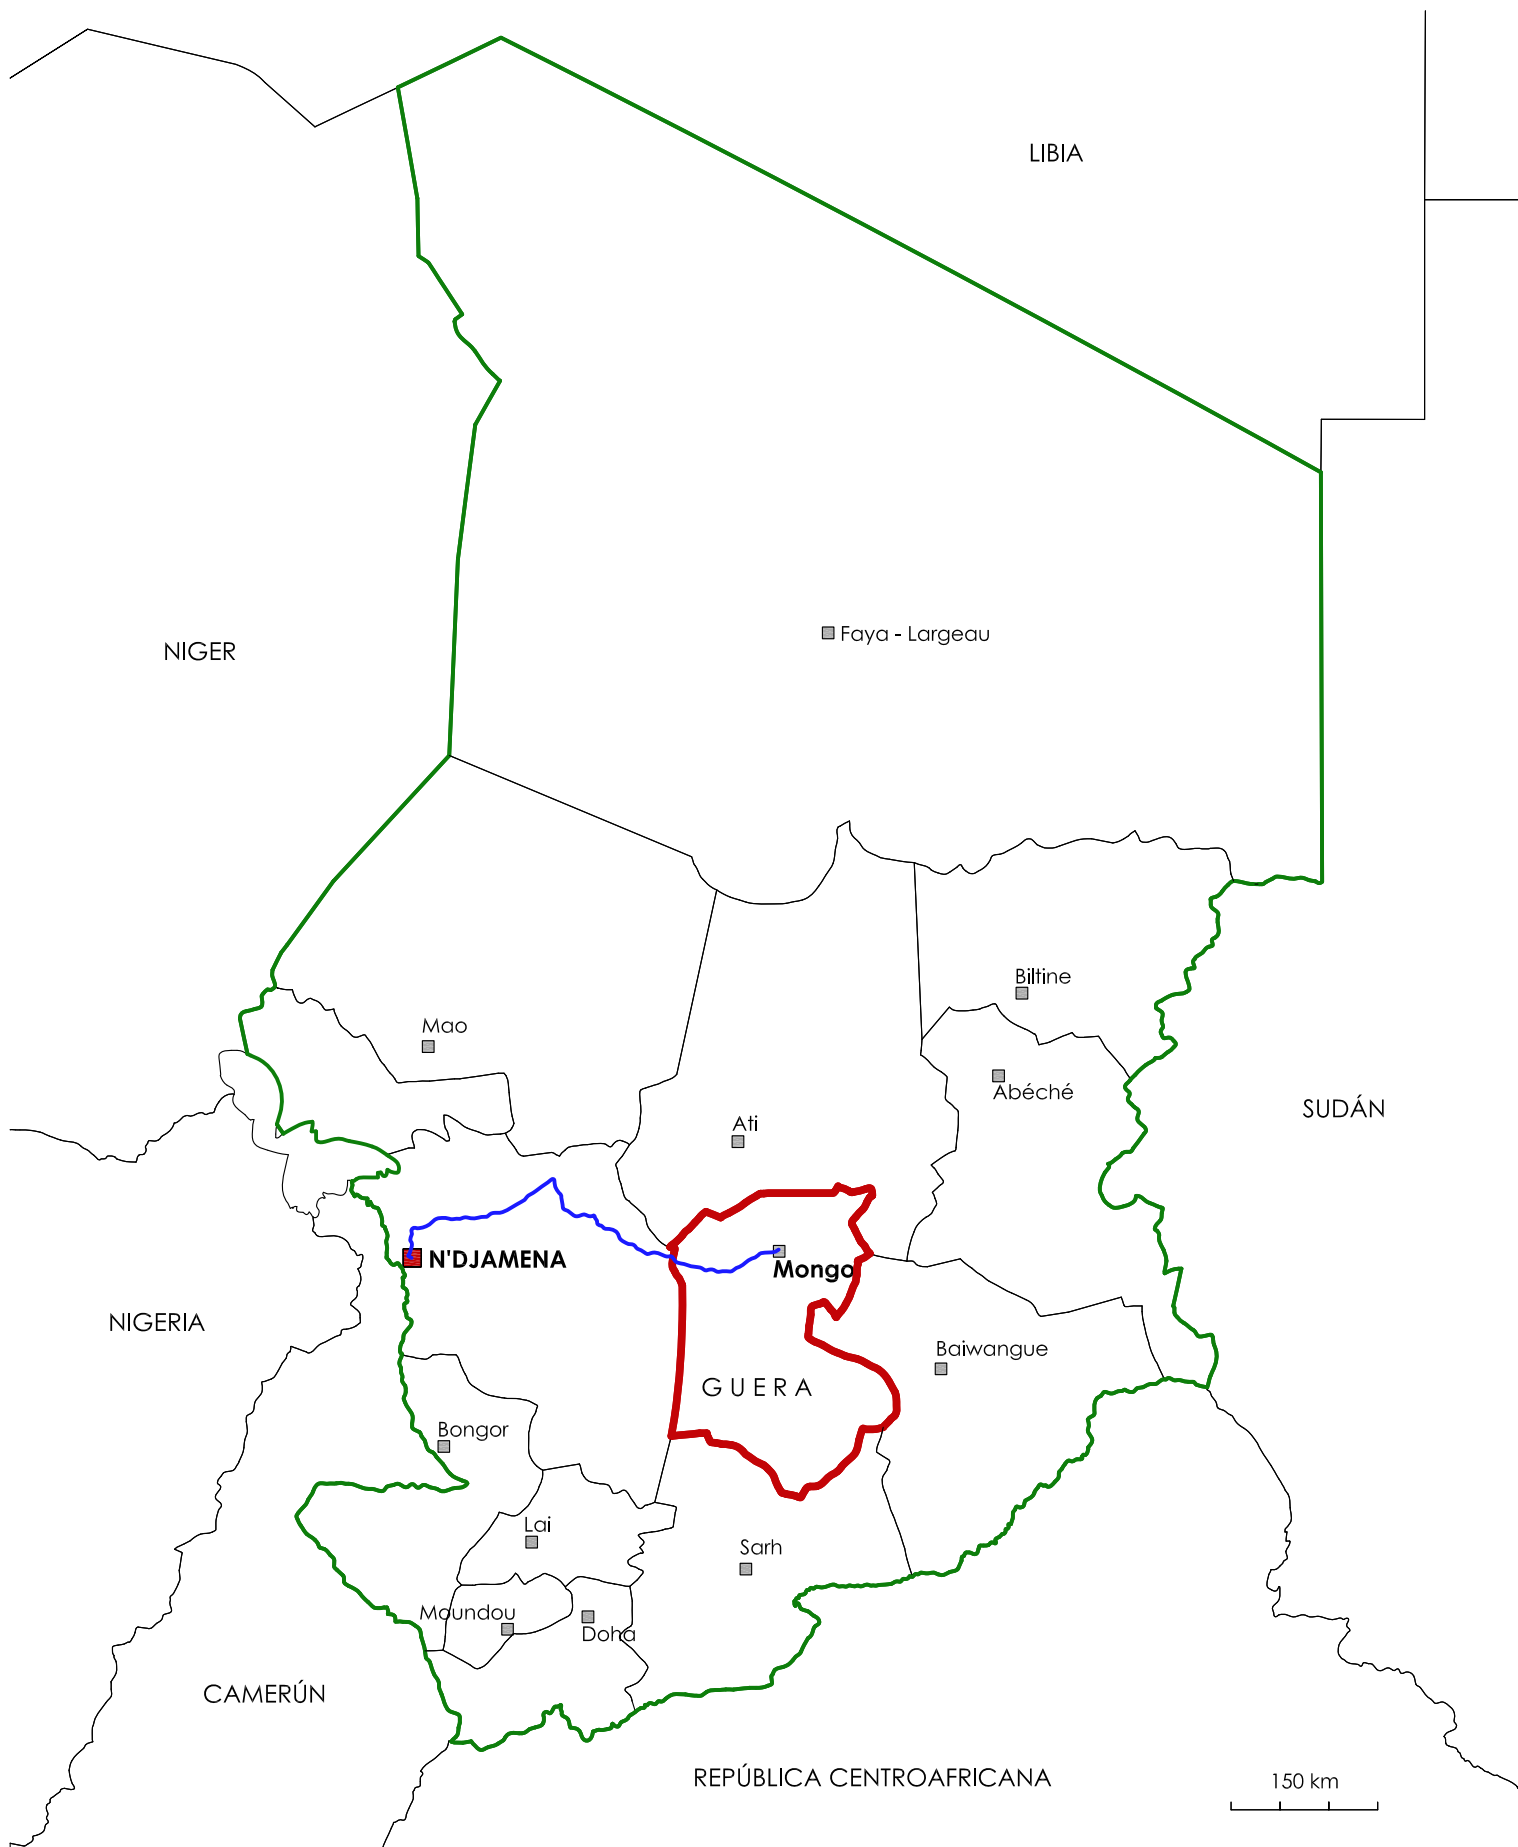 LIBIA
Faya - Largeau
NIGER
Biltine
Mao
Abéché
SUDÁN
Ati
N'DJAMENA
Mongo
NIGERIA
Baiwangue
GUERA
Bongor
Lai
Sarh
Moundou
Doha
CAMERÚN
REPÚBLICA CENTROAFRICANA
150 km